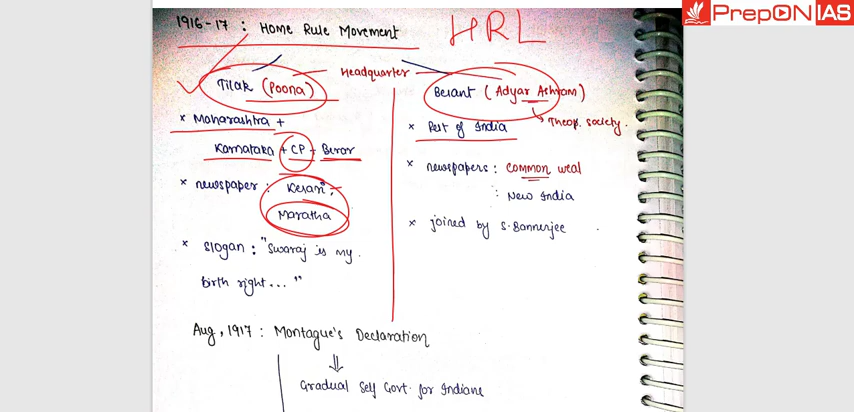 PrepON IAS
1916-17 : Home Rule Movement HRL
Headquarter
Tilak (Poona)
* Maharashtra +
Karnataka + CP + Berar
* newspaper : Kesari,
Maratha
* Slogan : "Swaraj is my
birth right..."
Besant (Adyar Ashram)
Theop. society.
* Rest of India
* newspapers : common weal
: New India
* joined by S. Bannerjee
Aug, 1917 : Montague's Declaration
⇓
Gradual Self Govt. for Indians